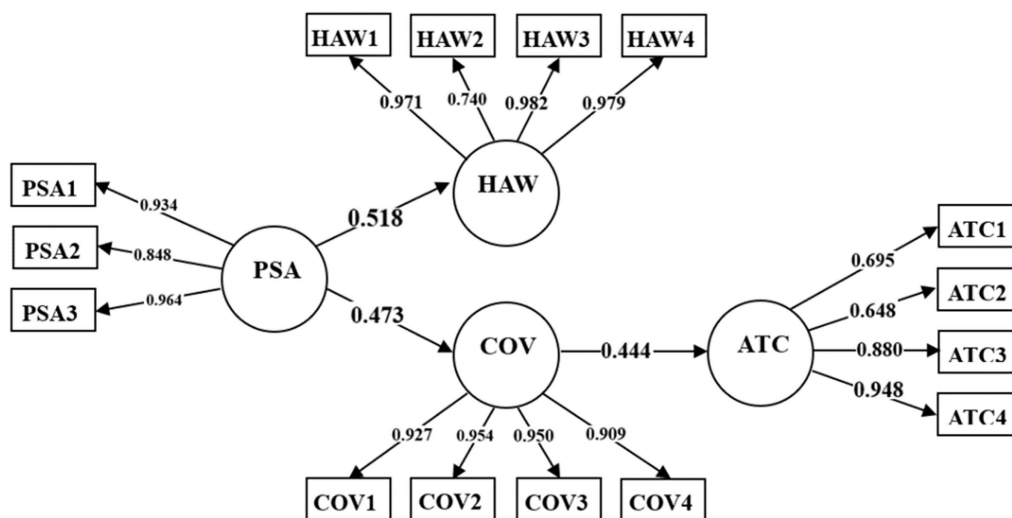 HAW1 HAW2 HAW3 HAW4
0.971 0.740 0.982 0.979
HAW
PSA1
0.934
PSA2
0.848
PSA3
0.964
PSA
0.518
0.473
COV
0.444
ATC
0.695
ATC1
0.648
ATC2
0.880
ATC3
0.948
ATC4
0.927 0.954 0.950 0.909
COV1 COV2 COV3 COV4